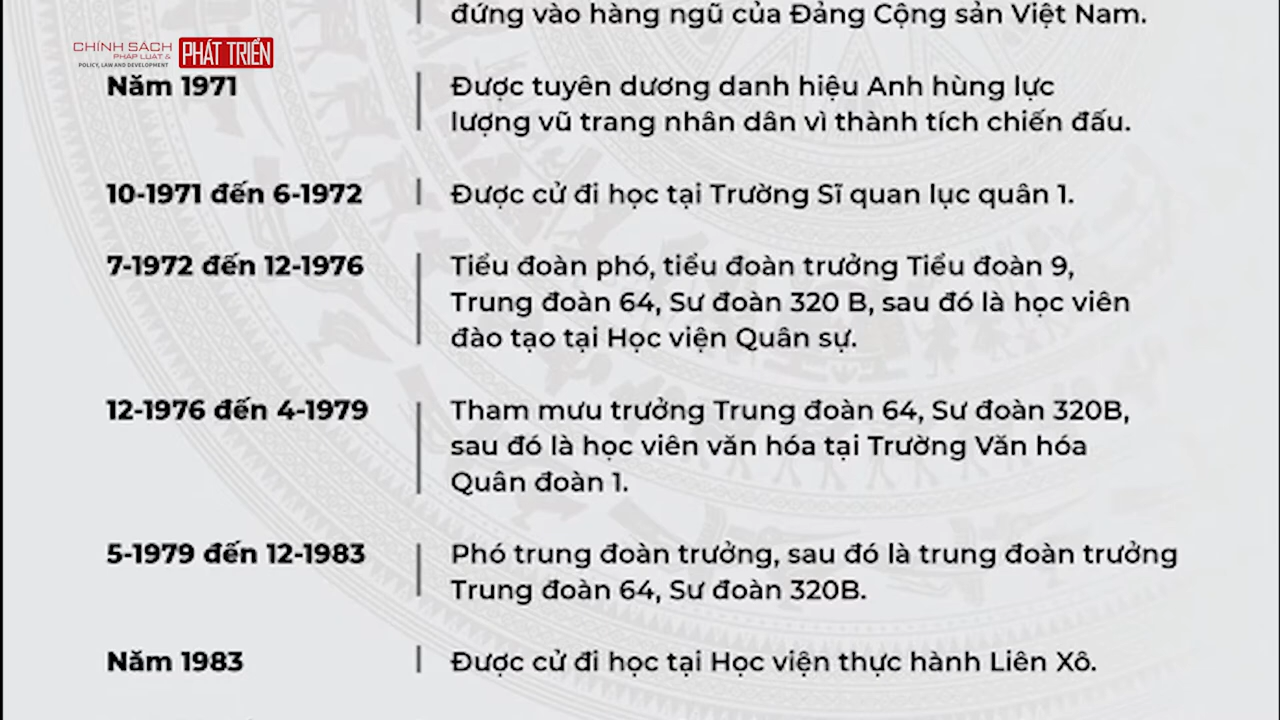 đứng vào hàng ngũ của Đảng Cộng sản Việt Nam.
CHÍNH SÁCH
PHÁP LUẬT &
PHÁT TRIỂN
POLICY, LAW AND DEVELOPMENT
Năm 1971
Được tuyên dương danh hiệu Anh hùng lực
lượng vũ trang nhân dân vì thành tích chiến đấu.
10-1971 đến 6-1972
Được cử đi học tại Trường Sĩ quan lục quân 1.
7-1972 đến 12-1976
Tiểu đoàn phó, tiểu đoàn trưởng Tiểu đoàn 9,
Trung đoàn 64, Sư đoàn 320 B, sau đó là học viên
đào tạo tại Học viện Quân sự.
12-1976 đến 4-1979
Tham mưu trưởng Trung đoàn 64, Sư đoàn 320B,
sau đó là học viên văn hóa tại Trường Văn hóa
Quân đoàn 1.
5-1979 đến 12-1983
Phó trung đoàn trưởng, sau đó là trung đoàn trưởng
Trung đoàn 64, Sư đoàn 320B.
Năm 1983
Được cử đi học tại Học viện thực hành Liên Xô.